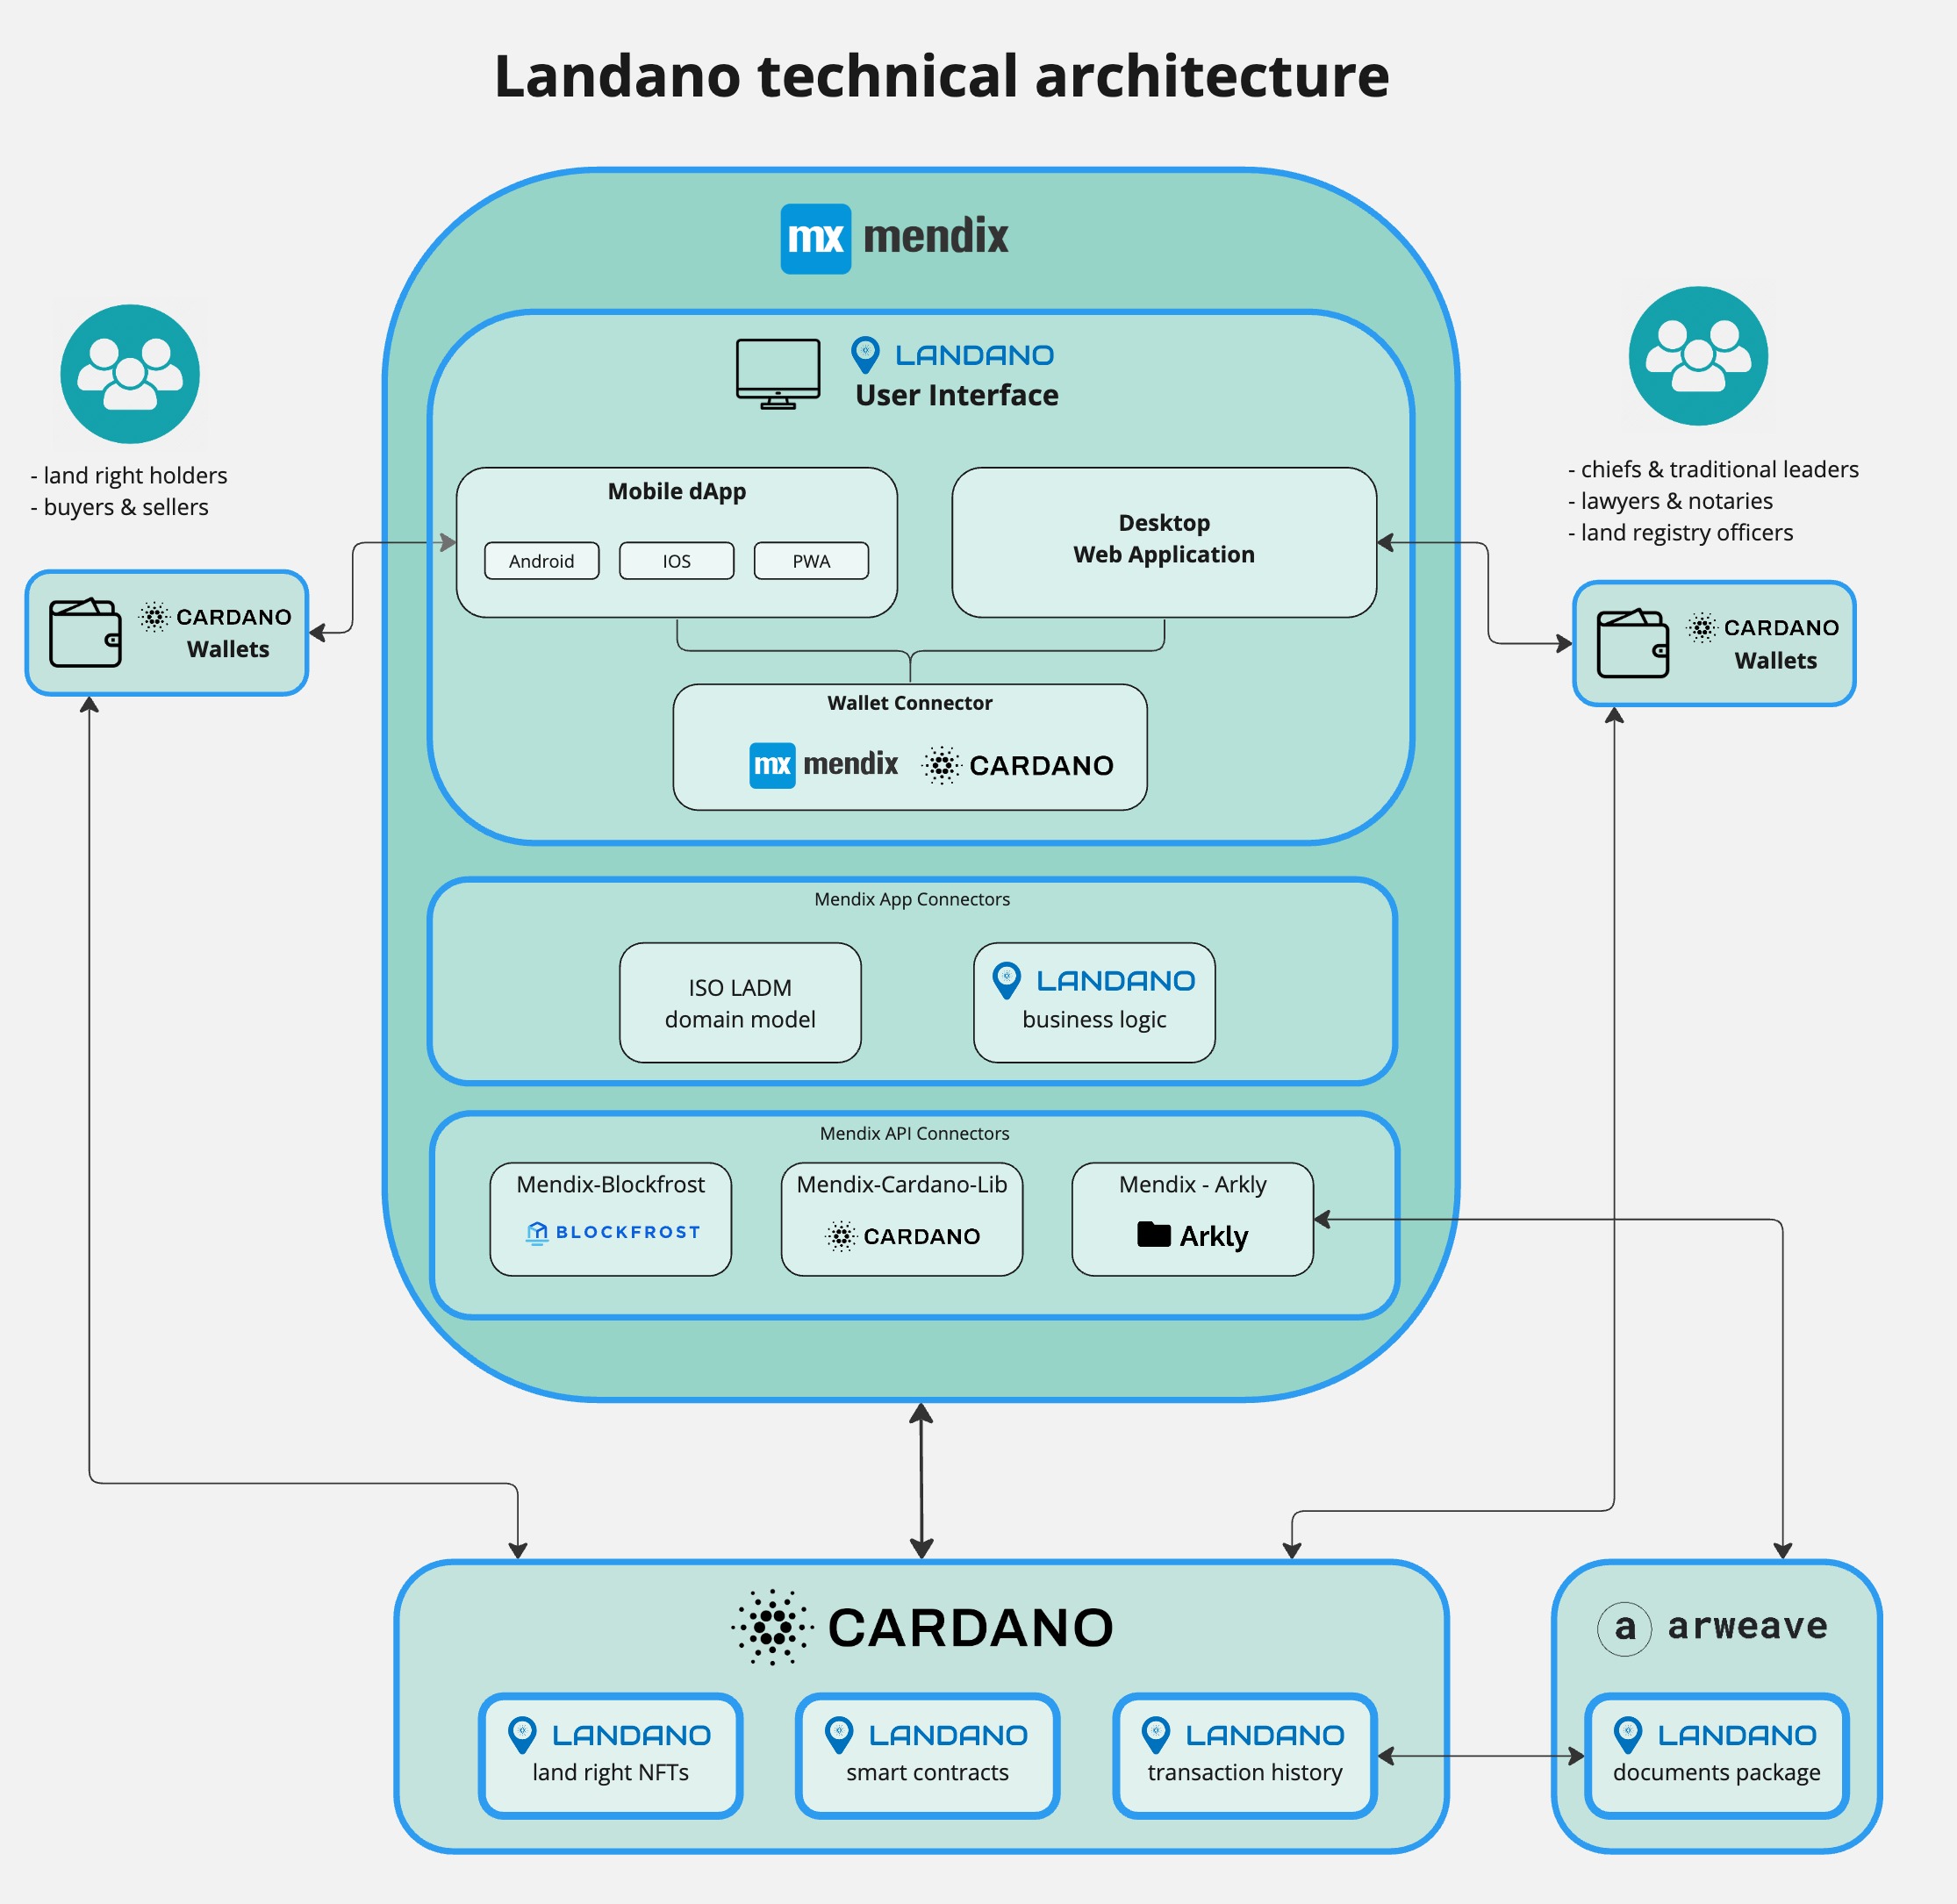 Landano technical architecture
mx mendix
LANDANO
User Interface
- land right holders
- buyers & sellers
- chiefs & traditional leaders
- lawyers & notaries
- land registry officers
Mobile dApp
Android
IOS
PWA
Desktop
Web Application
CARDANO
Wallets
CARDANO
Wallets
Wallet Connector
mx mendix
CARDANO
Mendix App Connectors
ISO LADM
domain model
LANDANO
business logic
Mendix API Connectors
Mendix-Blockfrost
BLOCKFROST
Mendix-Cardano-Lib
CARDANO
Mendix - Arkly
Arkly
CARDANO
LANDANO
land right NFTs
LANDANO
smart contracts
LANDANO
transaction history
a arweave
LANDANO
documents package